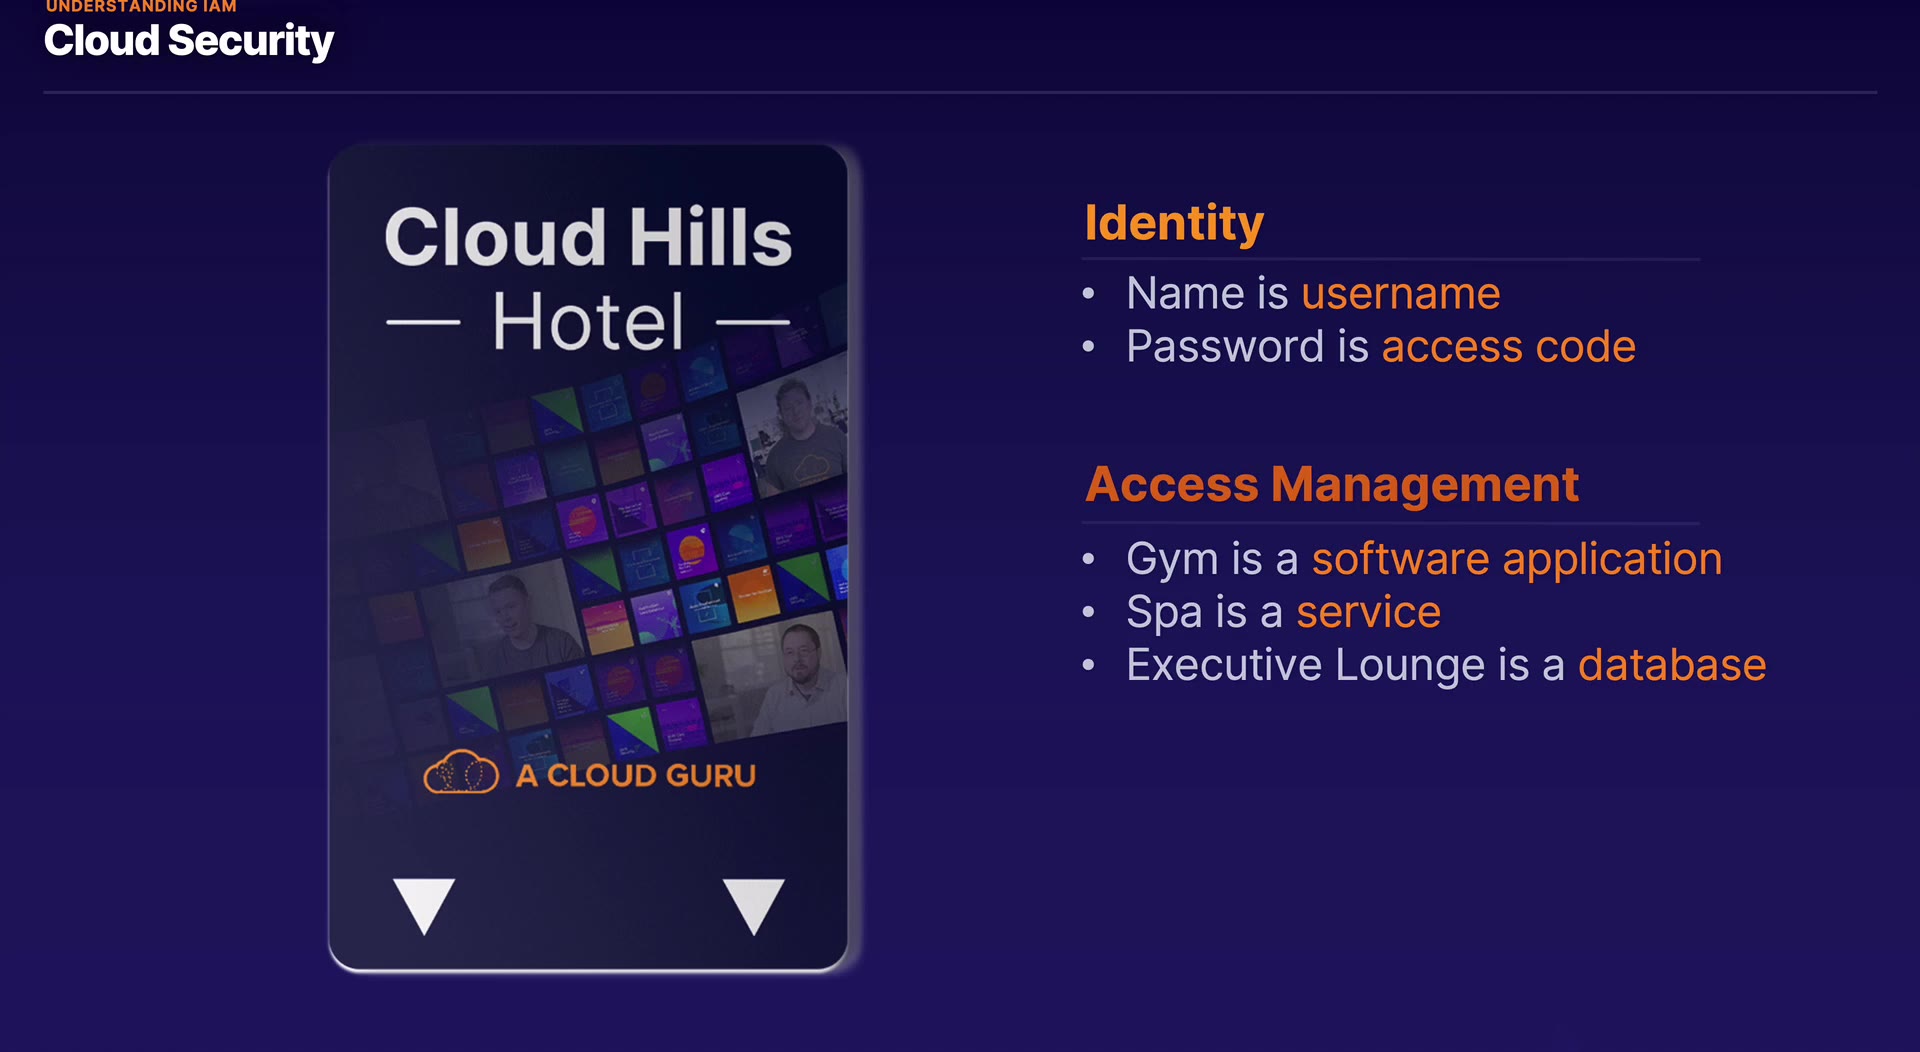 UNDERSTANDING IAM
Cloud Security
Cloud Hills
Hotel
A CLOUD GURU
Identity
• Name is username
• Password is access code
Access Management
• Gym is a software application
• Spa is a service
• Executive Lounge is a database